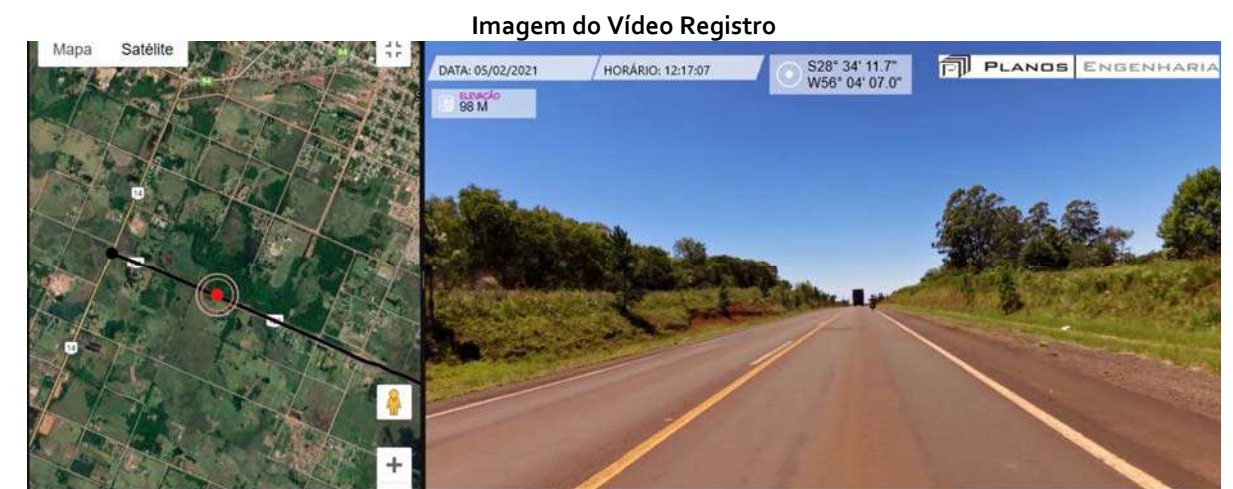 Imagem do Vídeo Registro
Mapa Satélite
14
14
DATA: 05/02/2021
HORÁRIO: 12:17:07
S28° 34' 11.7"
W56° 04' 07.0"
PLANOS ENGENHARIA
ELEVAÇÃO
98 M